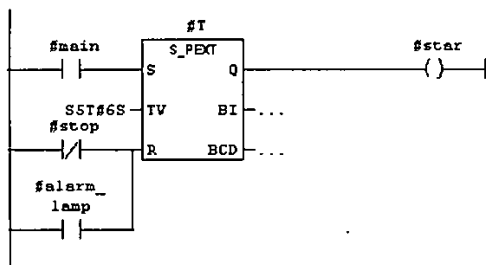 #T
#main
S_PEXT
#star
S
Q
S5T#6S
TV
BI
...
#stop
R
BCD
...
#alarm_
lamp